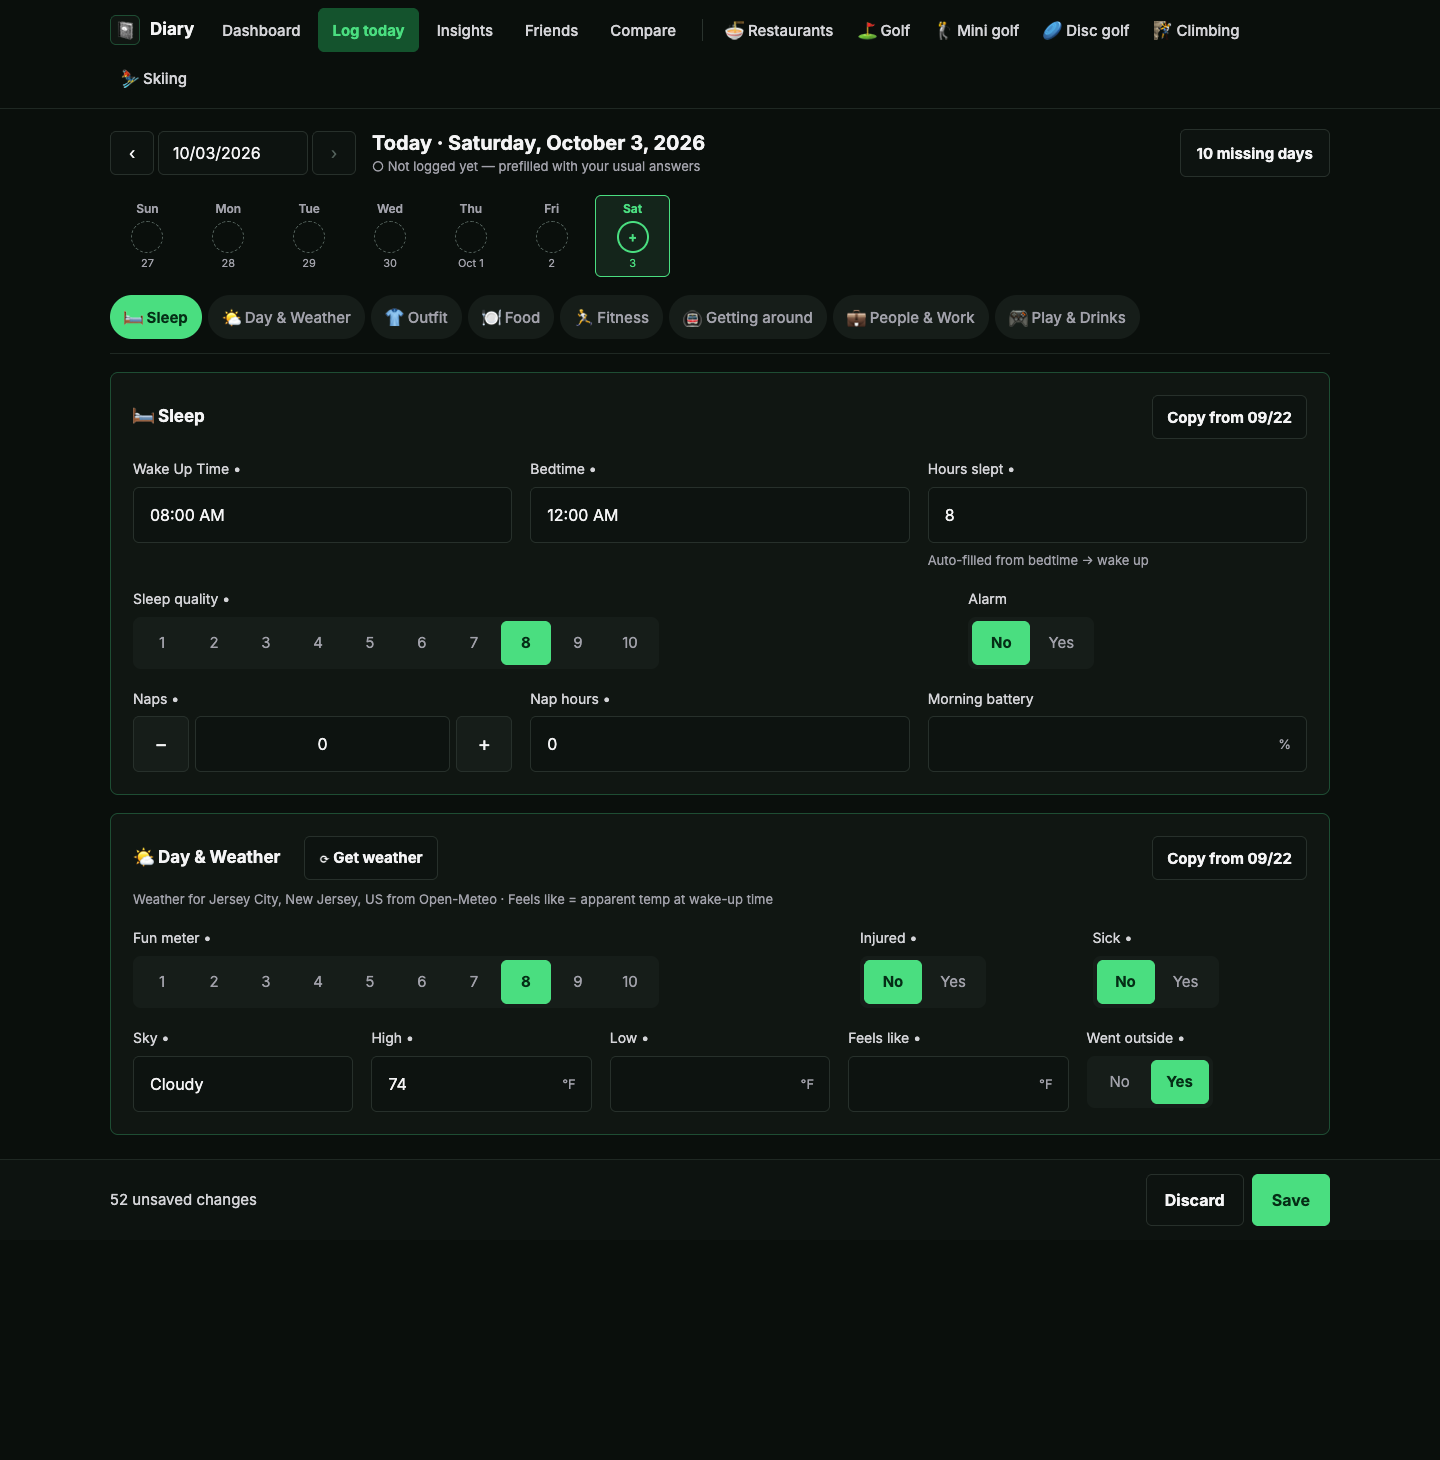 Diary Dashboard Log today Insights Friends Compare Restaurants Golf Mini golf Disc golf Climbing
Skiing
‹ 10/03/2026 › Today · Saturday, October 3, 2026
Not logged yet — prefilled with your usual answers
10 missing days
Sun Mon Tue Wed Thu Fri Sat
+
27 28 29 30 Oct 1 2 3
Sleep Day & Weather Outfit Food Fitness Getting around People & Work Play & Drinks
Sleep Copy from 09/22
Wake Up Time • Bedtime • Hours slept •
08:00 AM 12:00 AM 8
Auto-filled from bedtime → wake up
Sleep quality • Alarm
1 2 3 4 5 6 7 8 9 10 No Yes
Naps • Nap hours • Morning battery
− 0 + 0 %
Day & Weather ⟳ Get weather Copy from 09/22
Weather for Jersey City, New Jersey, US from Open-Meteo · Feels like = apparent temp at wake-up time
Fun meter • Injured • Sick •
1 2 3 4 5 6 7 8 9 10 No Yes No Yes
Sky • High • Low • Feels like • Went outside •
Cloudy 74 °F °F °F No Yes
52 unsaved changes Discard Save